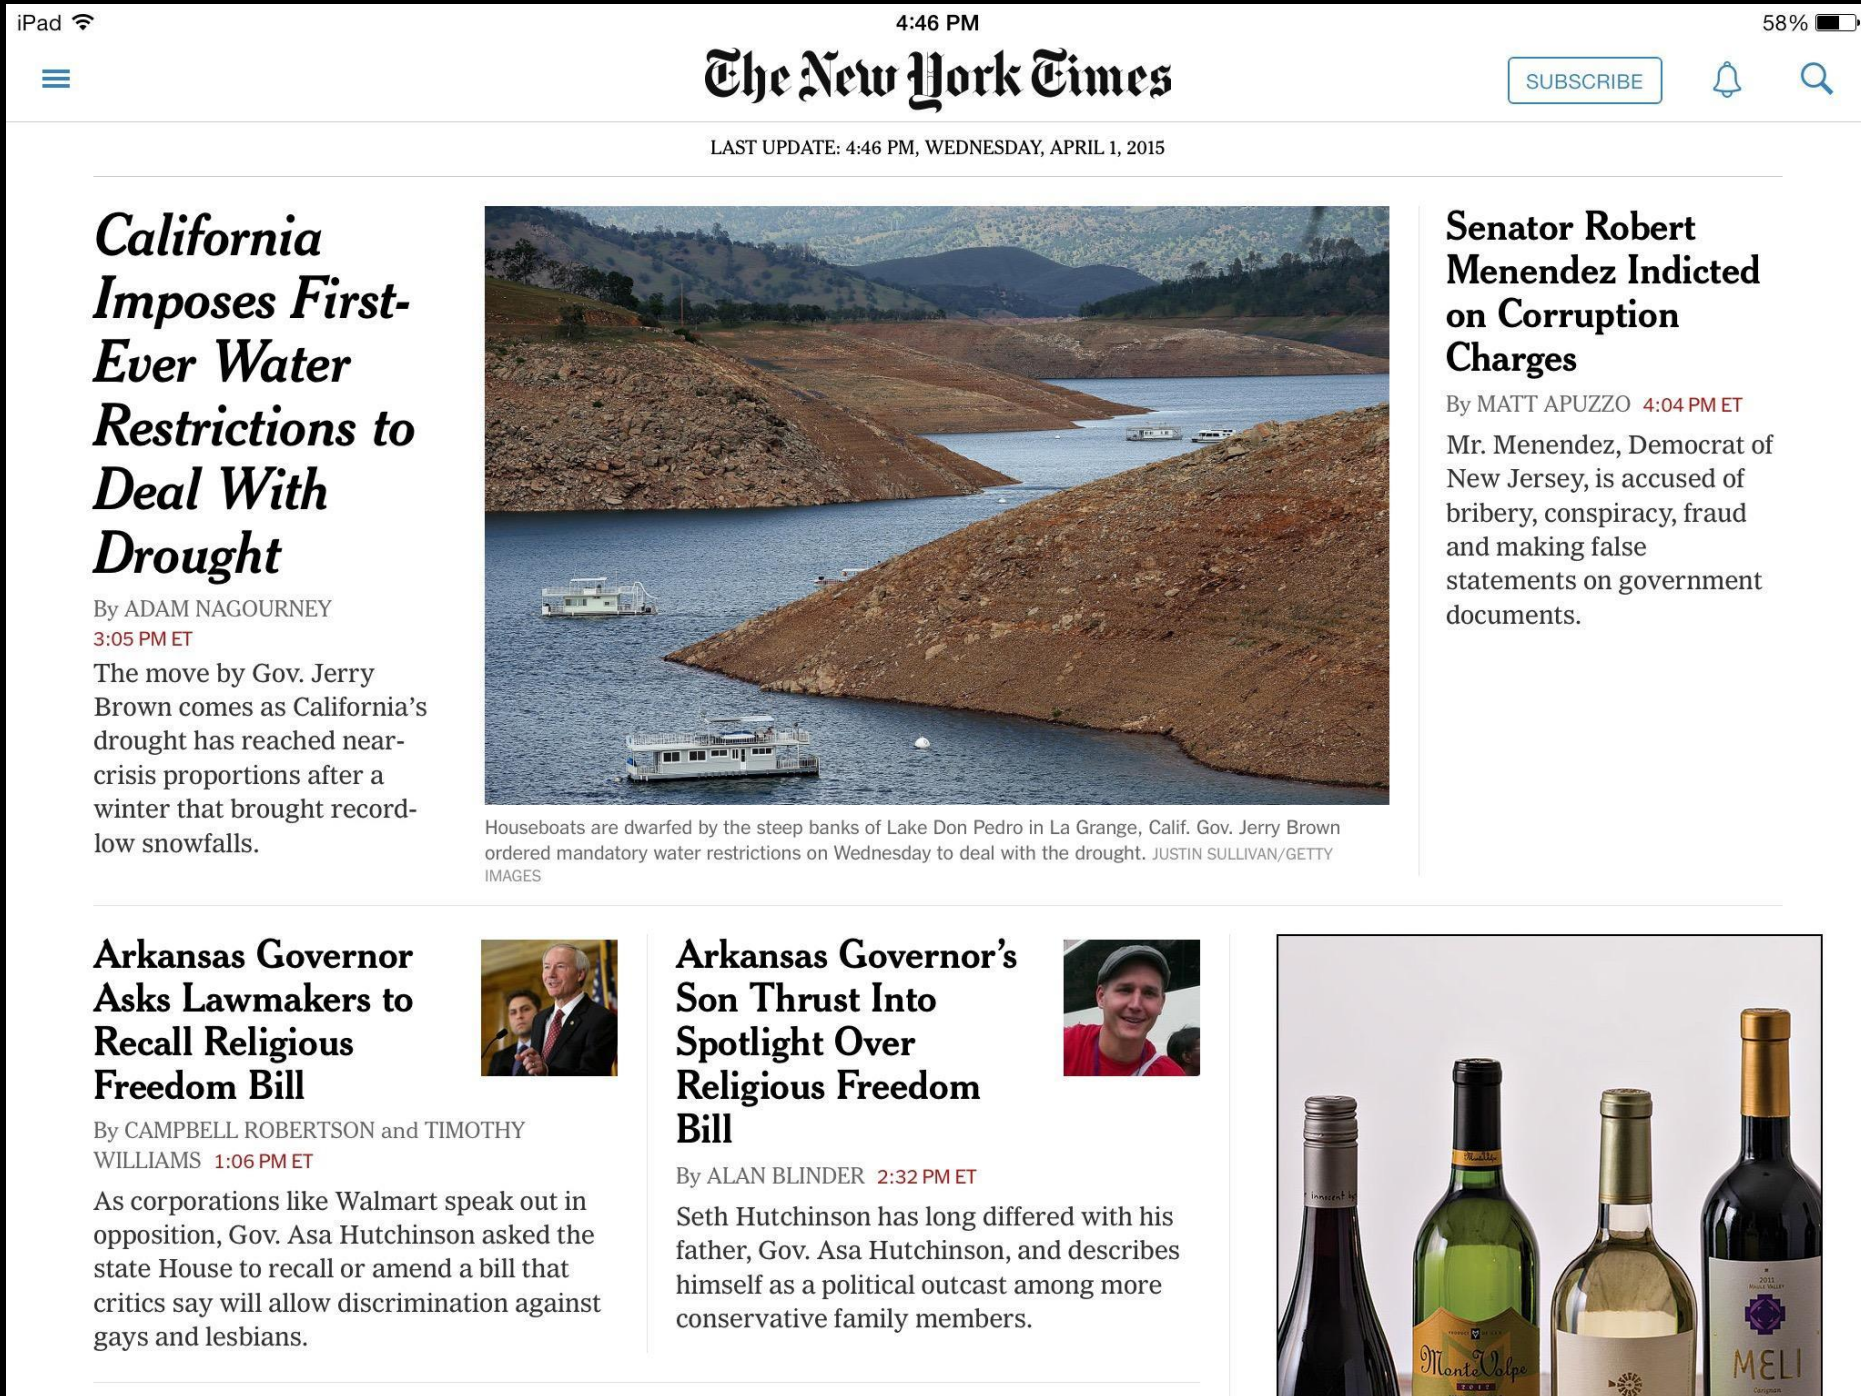 iPad
4:46 PM
58%
The New York Times
SUBSCRIBE
LAST UPDATE: 4:46 PM, WEDNESDAY, APRIL 1, 2015
California
Imposes First-
Ever Water
Restrictions to
Deal With
Drought
By ADAM NAGOURNEY
3:05 PM ET
The move by Gov. Jerry
Brown comes as California’s
drought has reached near-
crisis proportions after a
winter that brought record-
low snowfalls.
Houseboats are dwarfed by the steep banks of Lake Don Pedro in La Grange, Calif. Gov. Jerry Brown
ordered mandatory water restrictions on Wednesday to deal with the drought. JUSTIN SULLIVAN/GETTY
IMAGES
Senator Robert
Menendez Indicted
on Corruption
Charges
By MATT APUZZO 4:04 PM ET
Mr. Menendez, Democrat of
New Jersey, is accused of
bribery, conspiracy, fraud
and making false
statements on government
documents.
Arkansas Governor
Asks Lawmakers to
Recall Religious
Freedom Bill
By CAMPBELL ROBERTSON and TIMOTHY
WILLIAMS 1:06 PM ET
As corporations like Walmart speak out in
opposition, Gov. Asa Hutchinson asked the
state House to recall or amend a bill that
critics say will allow discrimination against
gays and lesbians.
Arkansas Governor’s
Son Thrust Into
Spotlight Over
Religious Freedom
Bill
By ALAN BLINDER 2:32 PM ET
Seth Hutchinson has long differed with his
father, Gov. Asa Hutchinson, and describes
himself as a political outcast among more
conservative family members.
innocent by
MonteVolpe
2011
MELI
Carignan